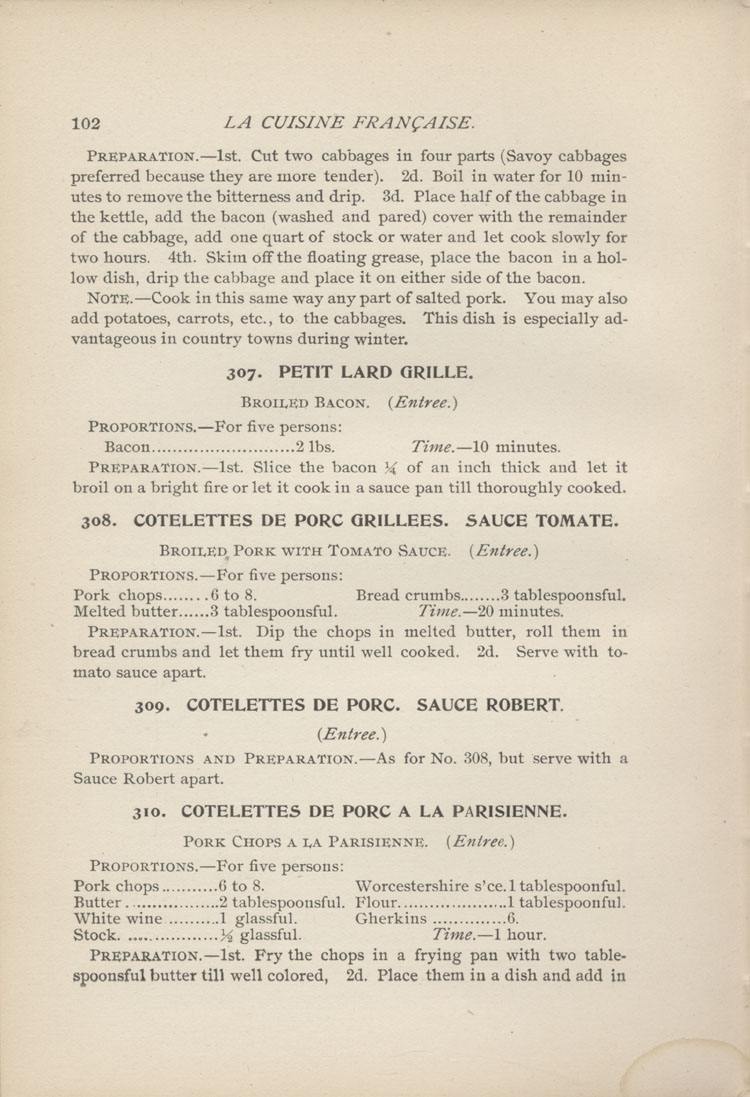 102 LA CUISINE FRANÇAISE.
PREPARATION.—1st. Cut two cabbages in four parts (Savoy cabbages
preferred because they are more tender). 2d. Boil in water for 10 min-
utes to remove the bitterness and drip. 3d. Place half of the cabbage in
the kettle, add the bacon (washed and pared) cover with the remainder
of the cabbage, add one quart of stock or water and let cook slowly for
two hours. 4th. Skim off the floating grease, place the bacon in a hol-
low dish, drip the cabbage and place it on either side of the bacon.
NOTE.—Cook in this same way any part of salted pork. You may also
add potatoes, carrots, etc., to the cabbages. This dish is especially ad-
vantageous in country towns during winter.
307. PETIT LARD GRILLE.
BROILED BACON. (Entree.)
PROPORTIONS.—For five persons:
Bacon..........................2 lbs. Time.—10 minutes.
PREPARATION.—1st. Slice the bacon ¼ of an inch thick and let it
broil on a bright fire or let it cook in a sauce pan till thoroughly cooked.
308. COTELETTES DE PORC GRILLEES. SAUCE TOMATE.
BROILED PORK WITH TOMATO SAUCE. (Entree.)
PROPORTIONS.—For five persons:
Pork chops........6 to 8. Bread crumbs........3 tablespoonsful.
Melted butter......3 tablespoonsful. Time.—20 minutes.
PREPARATION.—1st. Dip the chops in melted butter, roll them in
bread crumbs and let them fry until well cooked. 2d. Serve with to-
mato sauce apart.
309. COTELETTES DE PORC. SAUCE ROBERT.
(Entree.)
PROPORTIONS AND PREPARATION.—As for No. 308, but serve with a
Sauce Robert apart.
310. COTELETTES DE PORC A LA PARISIENNE.
PORK CHOPS A LA PARISIENNE. (Entree.)
PROPORTIONS.—For five persons:
Pork chops...........6 to 8. Worcestershire s'ce.1 tablespoonful.
Butter................2 tablespoonsful. Flour.....................1 tablespoonful.
White wine..........1 glassful. Gherkins ..............6.
Stock. .................½ glassful. Time.—1 hour.
PREPARATION.—1st. Fry the chops in a frying pan with two table-
spoonsful butter till well colored, 2d. Place them in a dish and add in